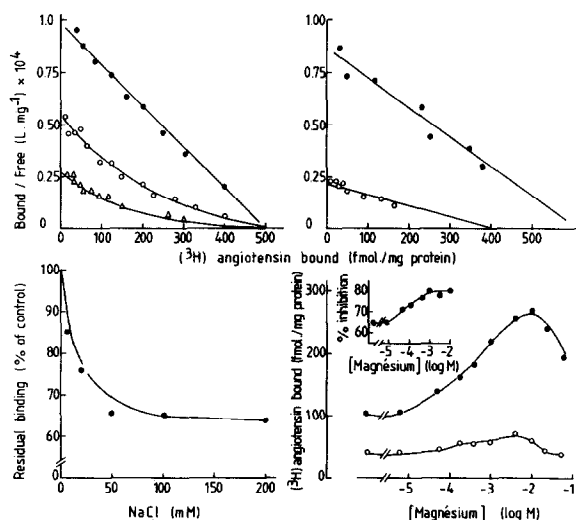 1.00
0.75
0.50
0.25
0
0 100 200 300 400 500
Bound / Free (L. mg⁻¹) × 10⁴
0.75
0.50
0.25
0
0 100 200 300 400 500
(³H) angiotensin bound (fmol./mg protein)
100
90
80
70
60
0 50 100 150 200
Residual binding (% of control)
NaCl (mM)
300
200
100
0
-5 -4 -3 -2 -1
(³H) angiotensin bound (fmol/mg protein)
[Magnésium] (log M)
80
70
60
-5 -4 -3 -2
% inhibition
[Magnésium] (log M)